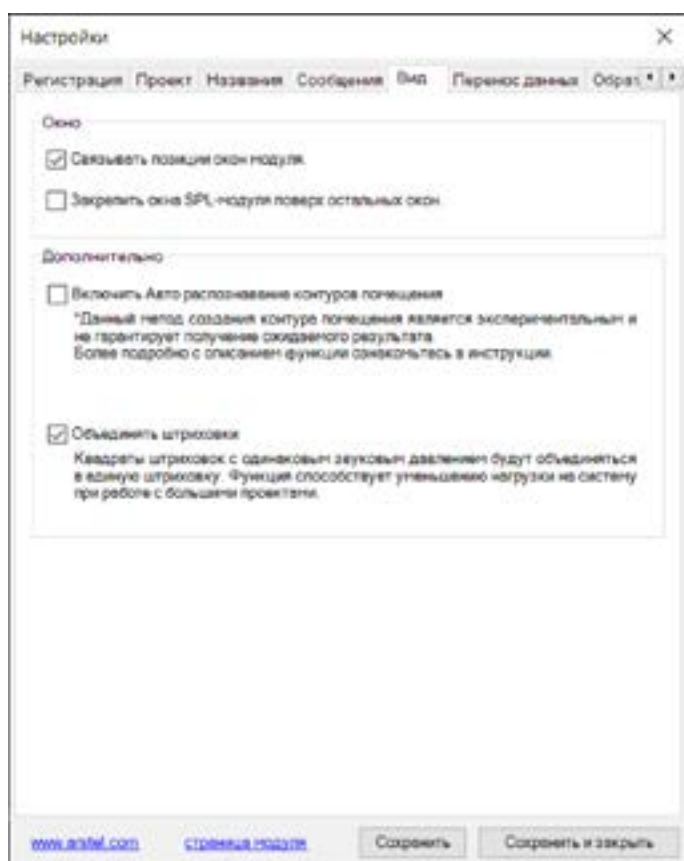 Настройки
Регистрация Проект Названия Сообщения Вид Перенос данных Обрат
Окно
Связывать позиции окон модуля
Закрепить окна SPL-модуля поверх остальных окон
Дополнительно
Включить Авто распознавание контуров помещения
*Данный метод создания контура помещения является экспериментальным и
не гарантирует получение ожидаемого результата.
Более подробно с описанием функции ознакомьтесь в инструкции.
Объединять штриховки
Квадраты штриховок с одинаковым звуковым давлением будут объединяться
в единую штриховку. Функция способствует уменьшению нагрузки на систему
при работе с большими проектами.
www.arstel.com страница модуля Сохранить Сохранить и закрыть